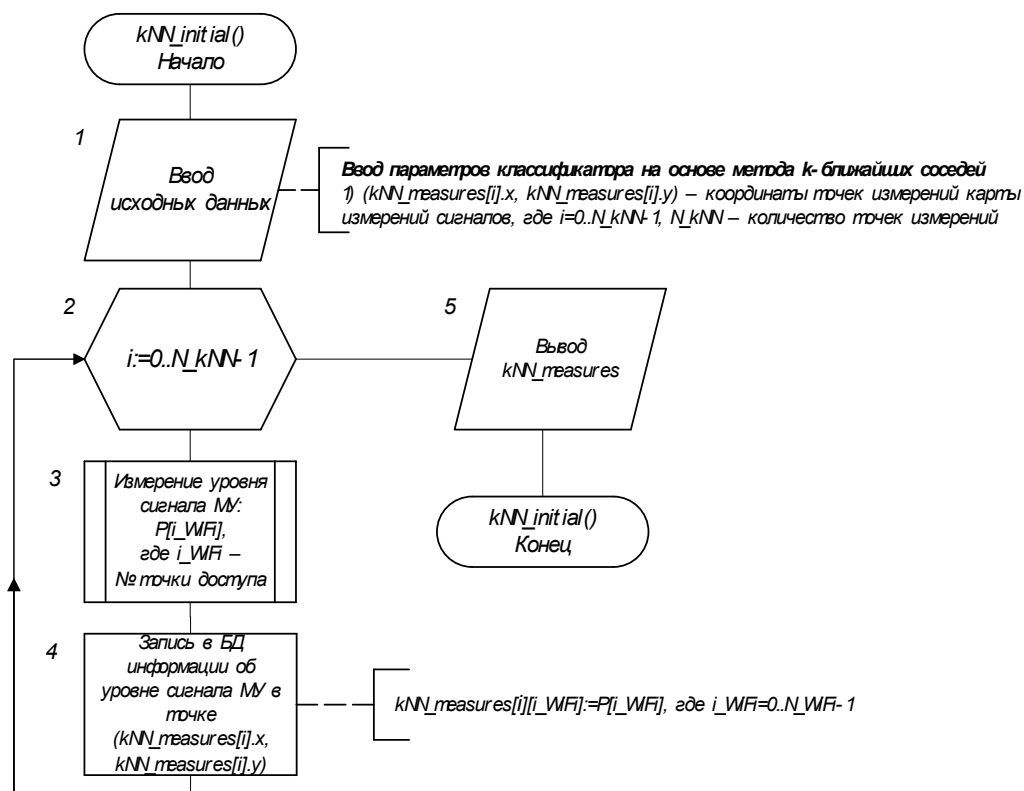 kNN_initial()
Начало
1
Ввод
исходных данных
Ввод параметров классификатора на основе метода k-ближайших соседей
1) (kNN_measures[i].x, kNN_measures[i].y) – координаты точек измерений карты
измерений сигналов, где i=0..N_kNN-1, N_kNN – количество точек измерений
2
i:=0..N_kNN-1
5
Вывод
kNN_measures
3
Измерение уровня
сигнала МУ:
P[i_WiFi],
где i_WiFi –
№ точки доступа
kNN_initial()
Конец
4
Запись в БД
информации об
уровне сигнала МУ в
точке
(kNN_measures[i].x,
kNN_measures[i].y)
kNN_measures[i][i_WiFi]:=P[i_WiFi], где i_WiFi=0..N_WiFi-1